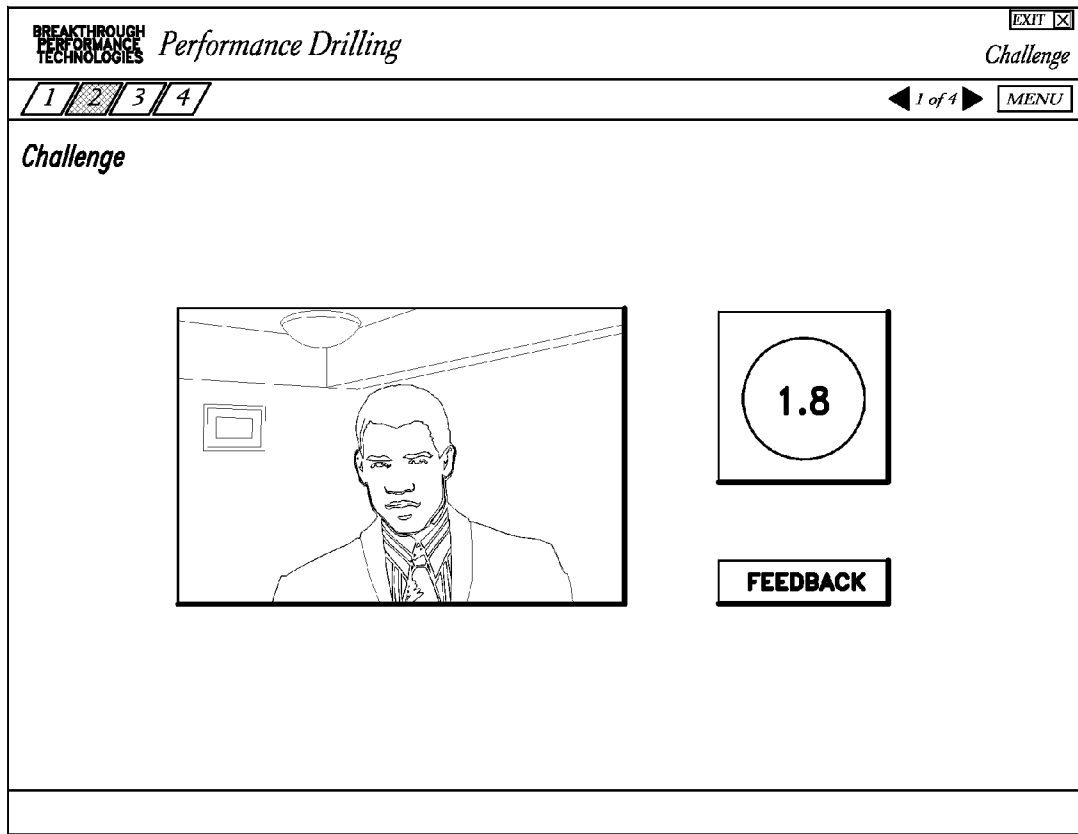 BREAKTHROUGH
PERFORMANCE
TECHNOLOGIES
Performance Drilling
EXIT X
Challenge
1 2 3 4
1 of 4
MENU
Challenge
1.8
FEEDBACK